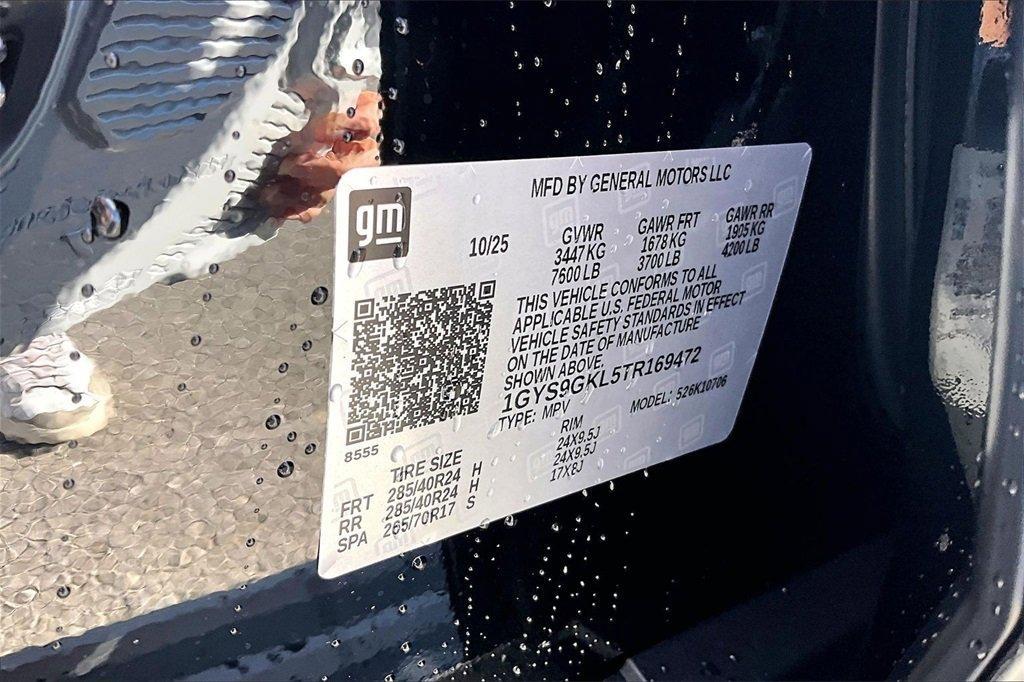 MFD BY GENERAL MOTORS LLC
gm
10/25
GVWR
3447 KG
7600 LB
GAWR FRT
1678 KG
3700 LB
GAWR RR
1905 KG
4200 LB
THIS VEHICLE CONFORMS TO ALL
APPLICABLE U.S. FEDERAL MOTOR
VEHICLE SAFETY STANDARDS IN EFFECT
ON THE DATE OF MANUFACTURE
SHOWN ABOVE.
1GYS9GKL5TR169472
TYPE: MPV MODEL: 526K10706
8555
TIRE SIZE RIM
FRT 285/40R24 H 24X9.5J
RR 285/40R24 H 24X9.5J
SPA 265/70R17 S 17X8J